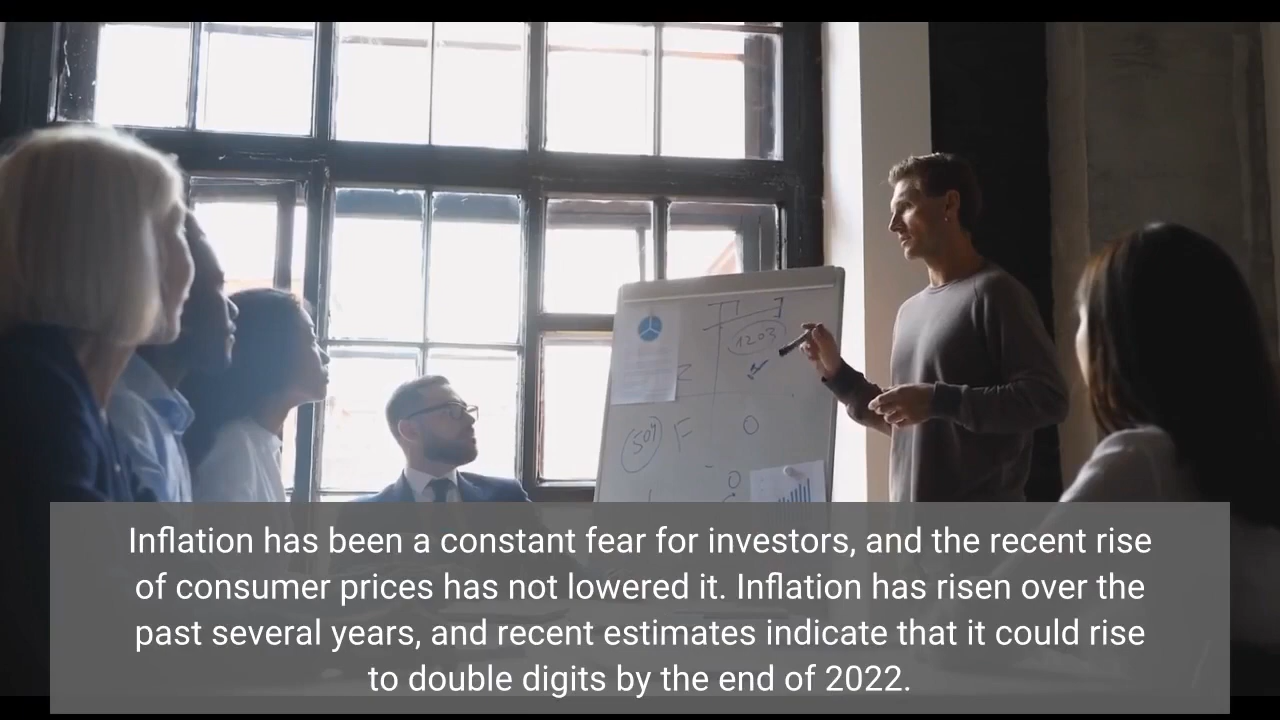 1203
Z
50%
F
O
O
Inflation has been a constant fear for investors, and the recent rise
of consumer prices has not lowered it. Inflation has risen over the
past several years, and recent estimates indicate that it could rise
to double digits by the end of 2022.